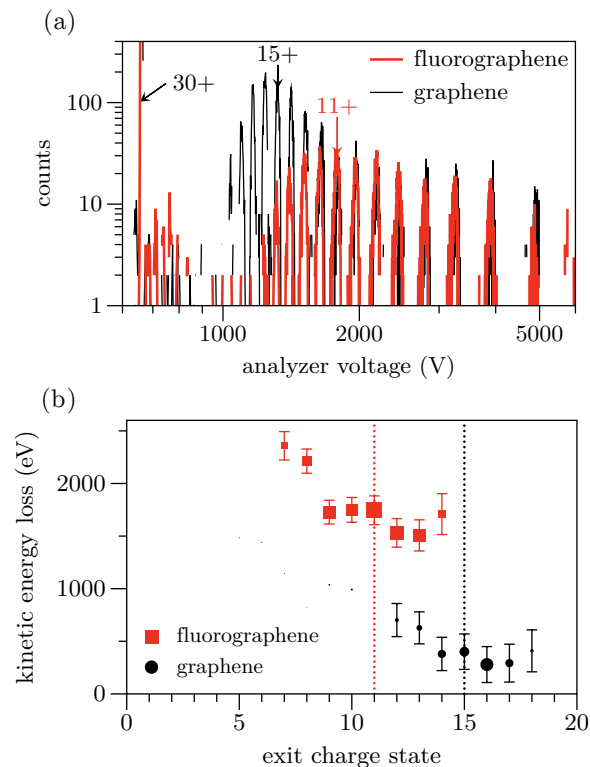 (a)
15+
fluorographene
graphene
30+
11+
100
10
1
counts
1000
2000
5000
analyzer voltage (V)
(b)
kinetic energy loss (eV)
2000
1000
0
fluorographene
graphene
0
5
10
15
20
exit charge state